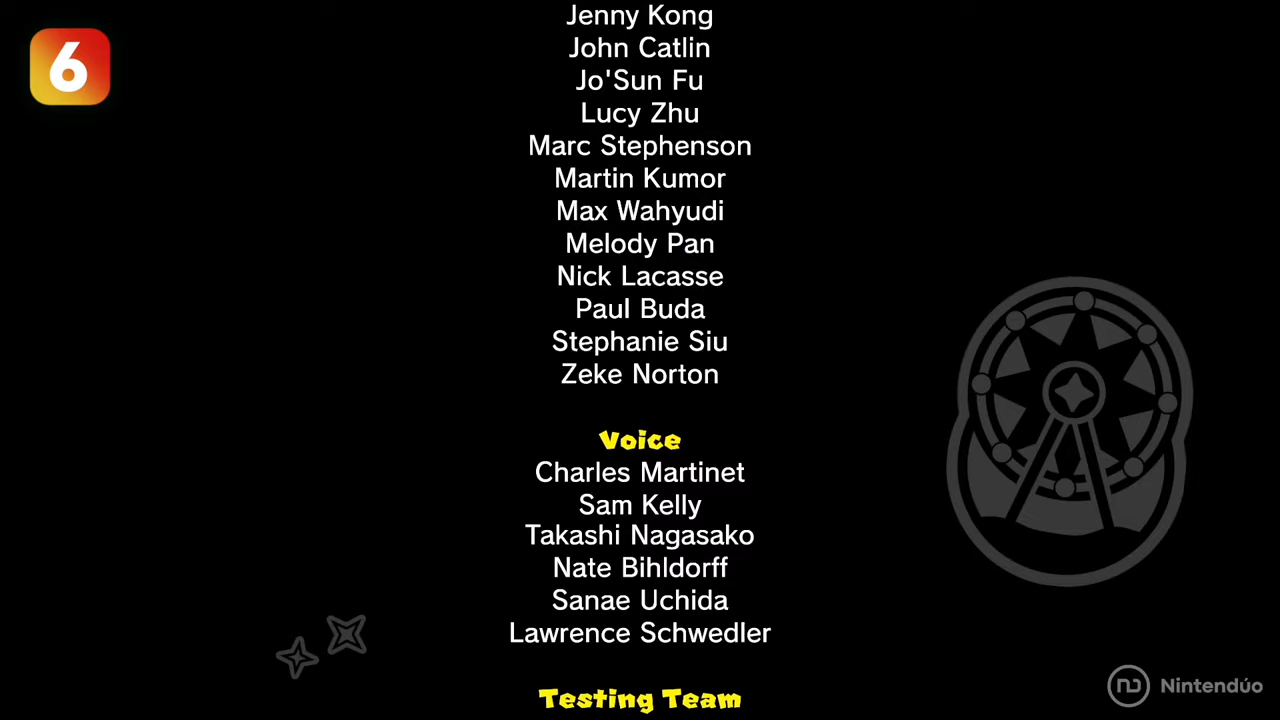 6
Jenny Kong
John Catlin
Jo'Sun Fu
Lucy Zhu
Marc Stephenson
Martin Kumor
Max Wahyudi
Melody Pan
Nick Lacasse
Paul Buda
Stephanie Siu
Zeke Norton
Voice
Charles Martinet
Sam Kelly
Takashi Nagasako
Nate Bihldorff
Sanae Uchida
Lawrence Schwedler
Testing Team
Nintendúo